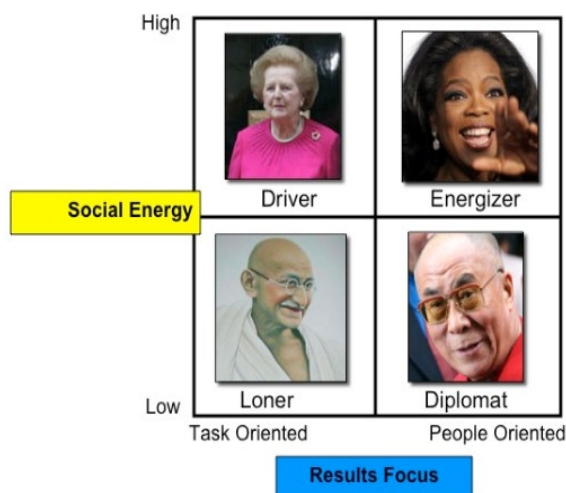 High
Driver
Energizer
Social Energy
Loner
Diplomat
Low
Task Oriented
People Oriented
Results Focus